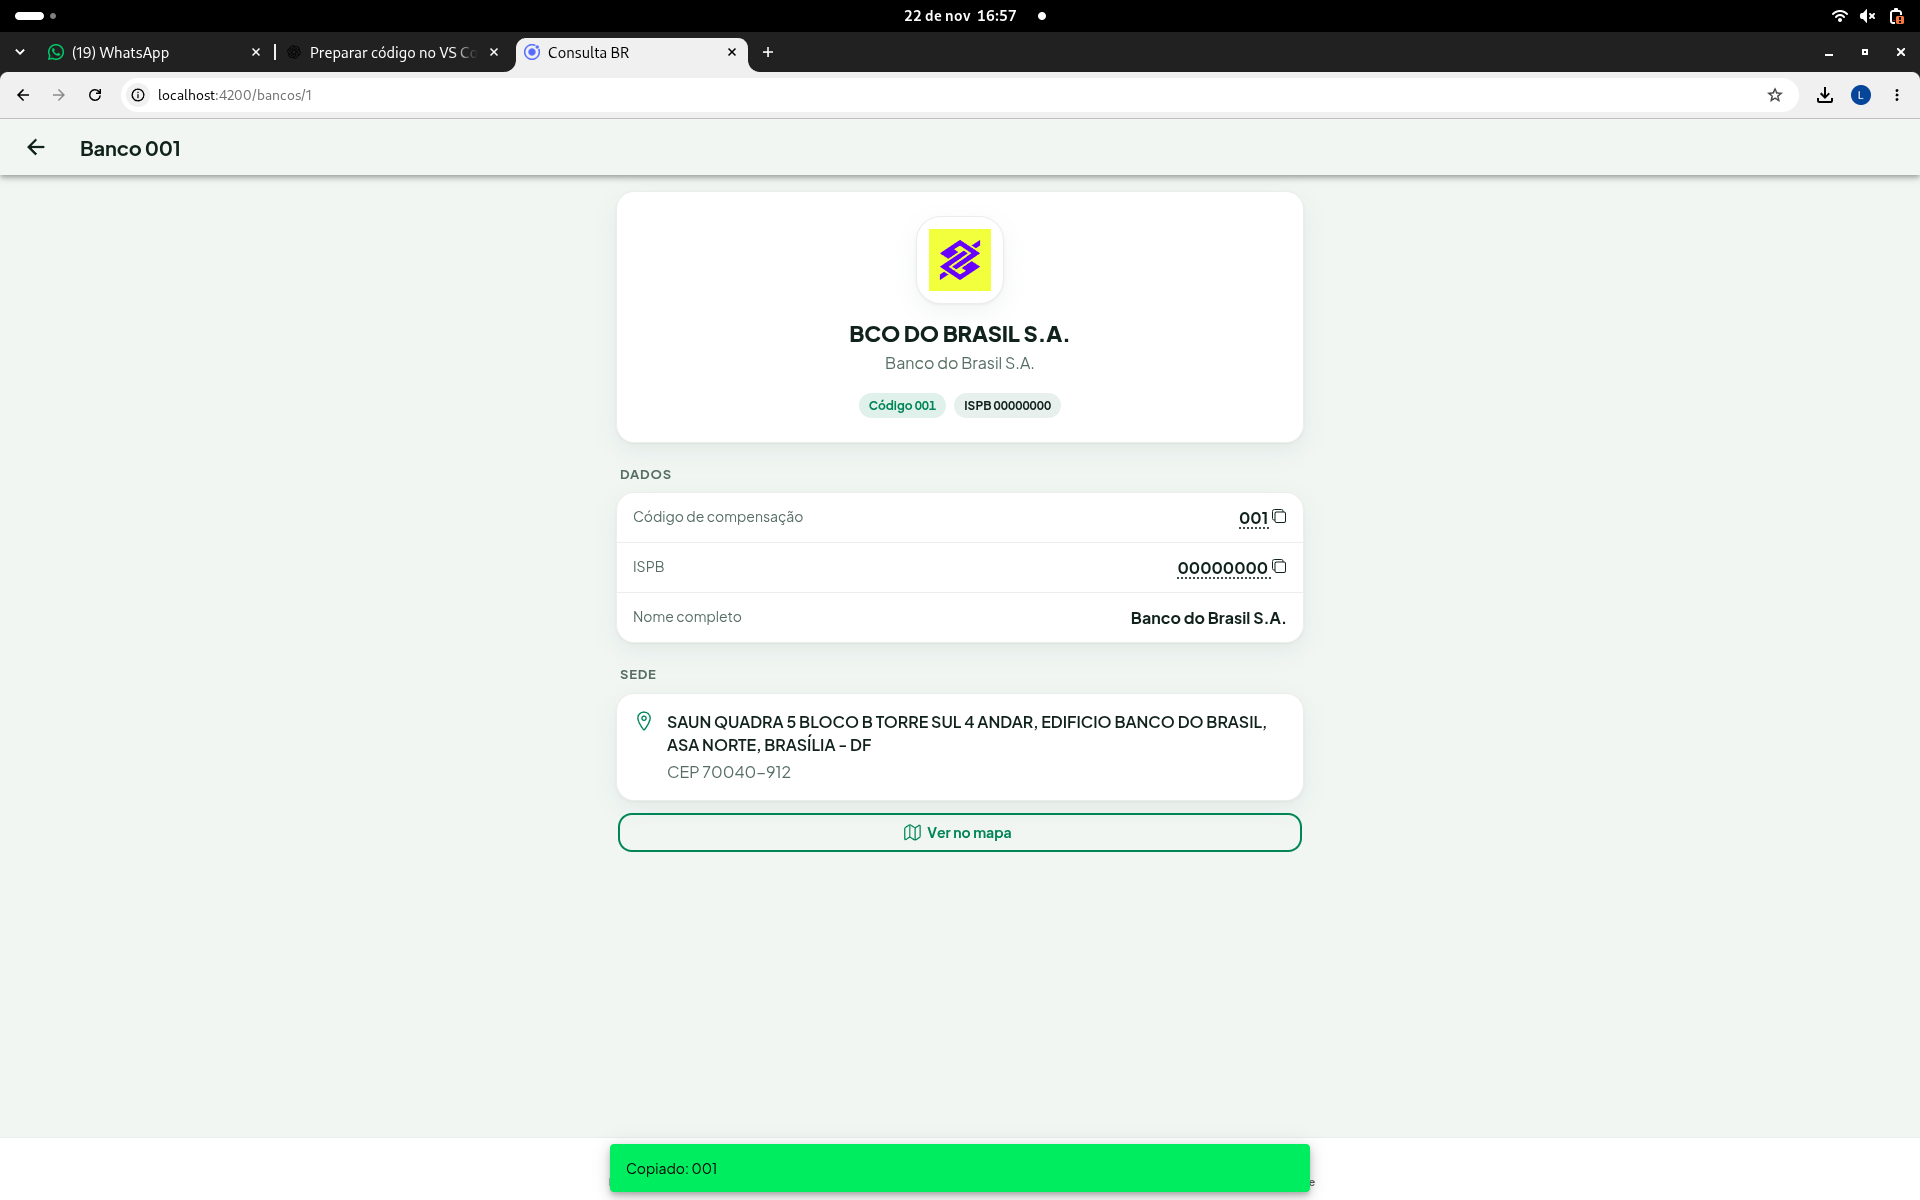 22 de nov 16:57
(19) WhatsApp
Preparar código no VS Co
Consulta BR
localhost:4200/bancos/1
L
Banco 001
BCO DO BRASIL S.A.
Banco do Brasil S.A.
Código 001
ISPB 00000000
DADOS
Código de compensação
001
ISPB
00000000
Nome completo
Banco do Brasil S.A.
SEDE
SAUN QUADRA 5 BLOCO B TORRE SUL 4 ANDAR, EDIFICIO BANCO DO BRASIL,
ASA NORTE, BRASÍLIA - DF
CEP 70040-912
Ver no mapa
Copiado: 001